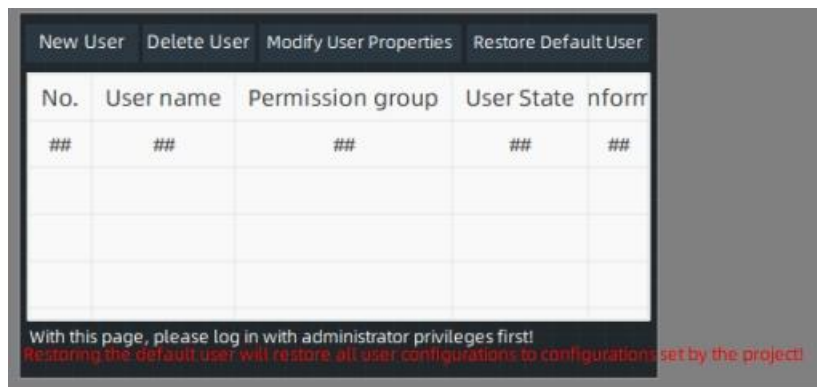 New User Delete User Modify User Properties Restore Default User
No. User name Permission group User State nform
## ## ## ## ##
With this page, please log in with administrator privileges first!
Restoring the default user will restore all user configurations to configurations set by the project!